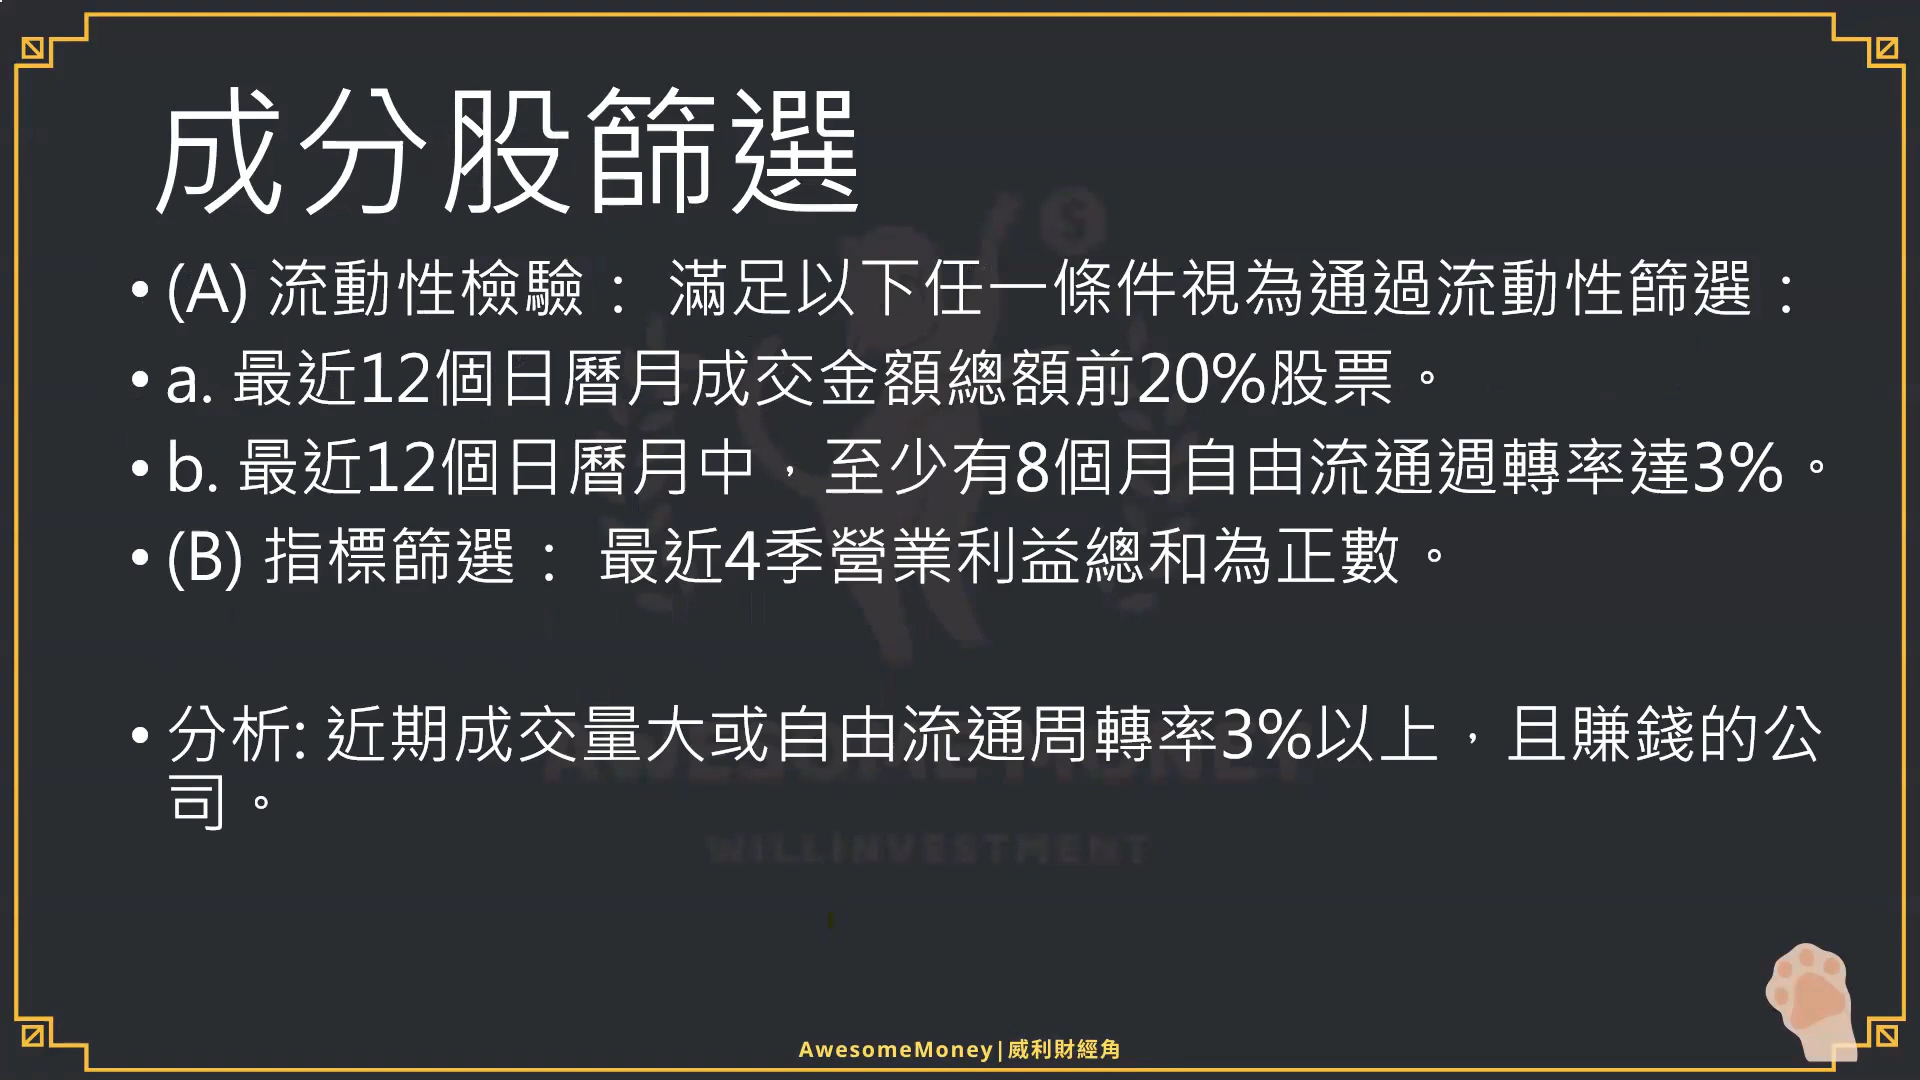 成分股篩選
• (A) 流動性檢驗： 滿足以下任一條件視為通過流動性篩選：
• a. 最近12個日曆月成交金額總額前20%股票。
• b. 最近12個日曆月中，至少有8個月自由流通週轉率達3%。
• (B) 指標篩選： 最近4季營業利益總和為正數。
• 分析: 近期成交量大或自由流通周轉率3%以上，且賺錢的公
司。
AWESOME MONEY
WILLINVESTMENT
AwesomeMoney|威利財經角